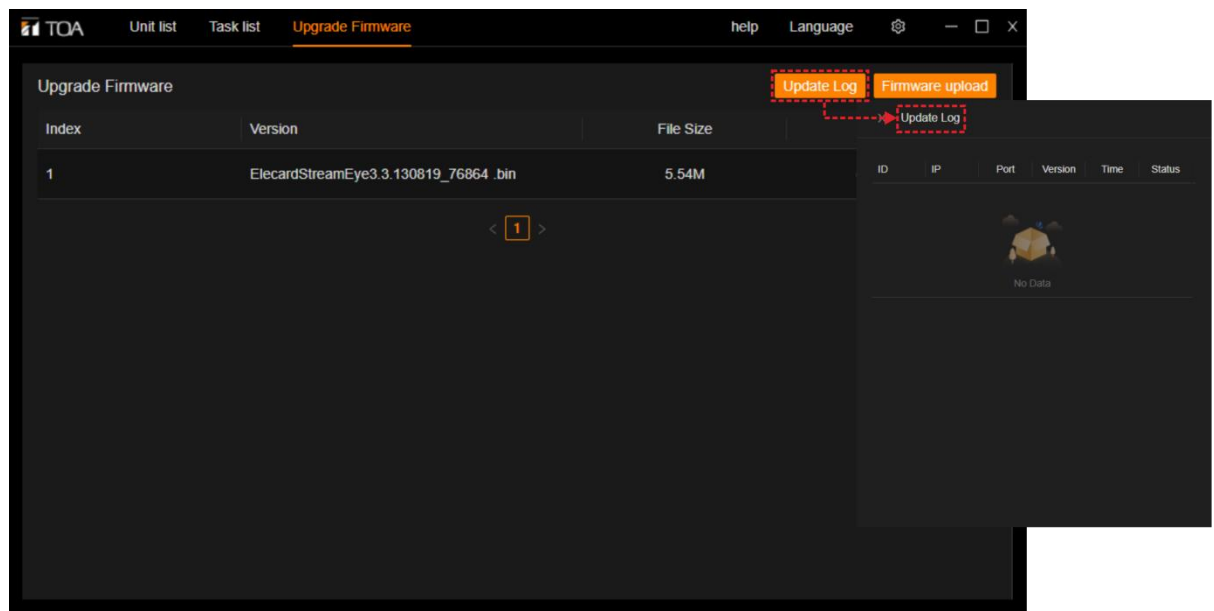 TOA Unit list Task list Upgrade Firmware help Language
Upgrade Firmware Update Log Firmware upload
Index Version File Size
1 ElecardStreamEye3.3.130819_76864 .bin 5.54M
< 1 >
Update Log
ID IP Port Version Time Status
No Data